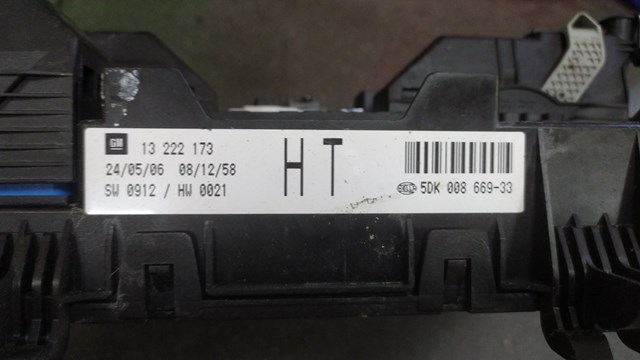 GM 13 222 173
24/05/06 08/12/58
SW 0912 / HW 0021
HT
HELLA 5DK 008 669-33